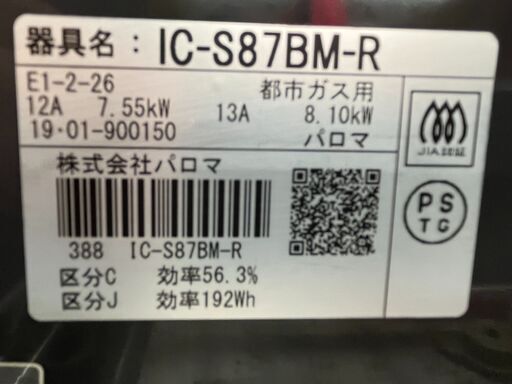 器具名：IC-S87BM-R
E1-2-26 都市ガス用
12A 7.55kW 13A 8.10kW
19・01-900150 パロマ
株式会社パロマ
388 IC-S87BM-R
区分C 効率56.3%
区分J 効率192Wh
JIA
PS
TG